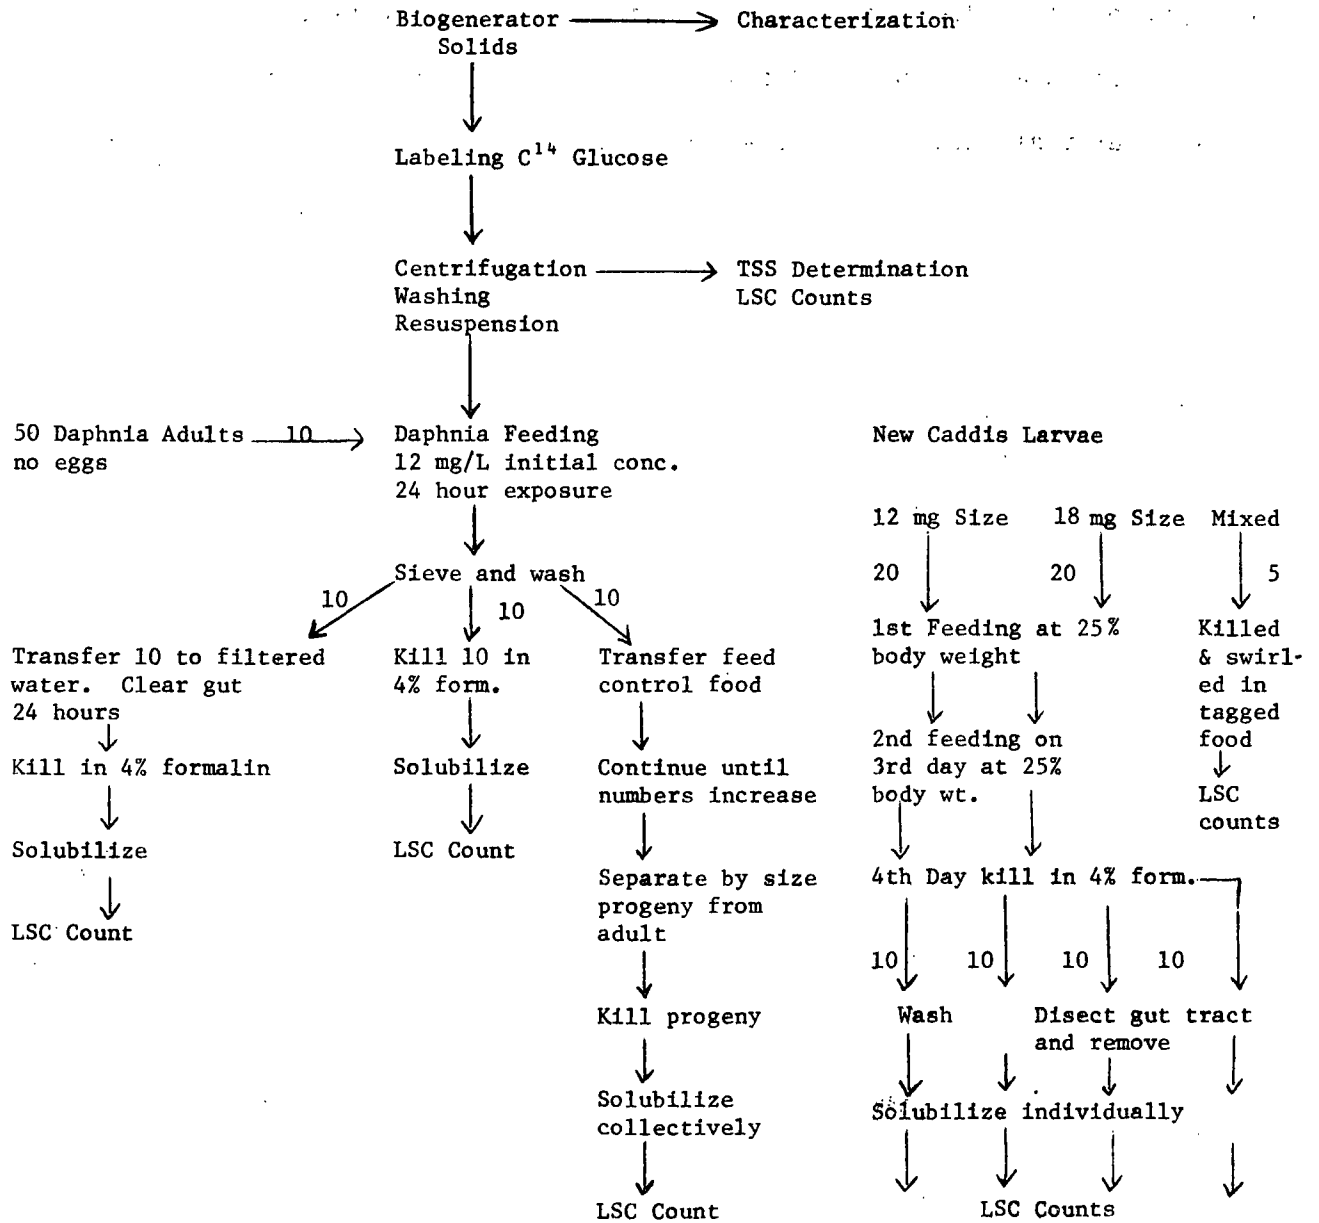 Biogenerator
Solids
Characterization
Labeling C¹⁴ Glucose
Centrifugation
Washing
Resuspension
TSS Determination
LSC Counts
50 Daphnia Adults
no eggs
10
Daphnia Feeding
12 mg/L initial conc.
24 hour exposure
Sieve and wash
10
10
10
Transfer 10 to filtered
water. Clear gut
24 hours
Kill in 4% formalin
Solubilize
LSC Count
Kill 10 in
4% form.
Solubilize
LSC Count
Transfer feed
control food
Continue until
numbers increase
Separate by size
progeny from
adult
Kill progeny
Solubilize
collectively
LSC Count
New Caddis Larvae
12 mg Size
18 mg Size
Mixed
20
20
5
1st Feeding at 25%
body weight
2nd feeding on
3rd day at 25%
body wt.
Killed
& swirl-
ed in
tagged
food
LSC
counts
4th Day kill in 4% form.
10
10
10
10
Wash
Disect gut tract
and remove
Solubilize individually
LSC Counts